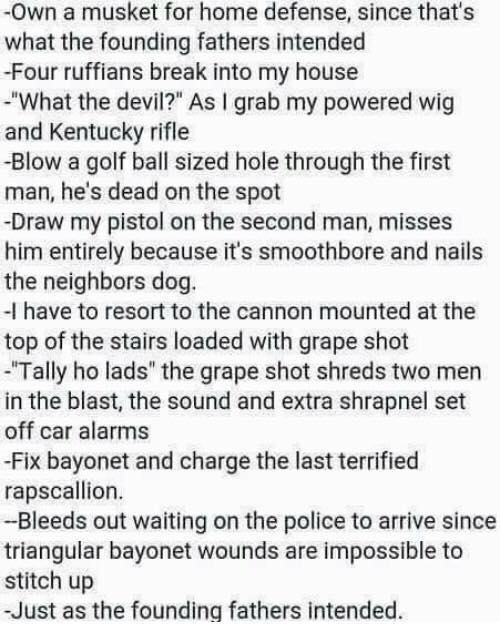 -Own a musket for home defense, since that's
what the founding fathers intended
-Four ruffians break into my house
-"What the devil?" As I grab my powered wig
and Kentucky rifle
-Blow a golf ball sized hole through the first
man, he's dead on the spot
-Draw my pistol on the second man, misses
him entirely because it's smoothbore and nails
the neighbors dog.
-I have to resort to the cannon mounted at the
top of the stairs loaded with grape shot
-"Tally ho lads" the grape shot shreds two men
in the blast, the sound and extra shrapnel set
off car alarms
-Fix bayonet and charge the last terrified
rapscallion.
--Bleeds out waiting on the police to arrive since
triangular bayonet wounds are impossible to
stitch up
-Just as the founding fathers intended.